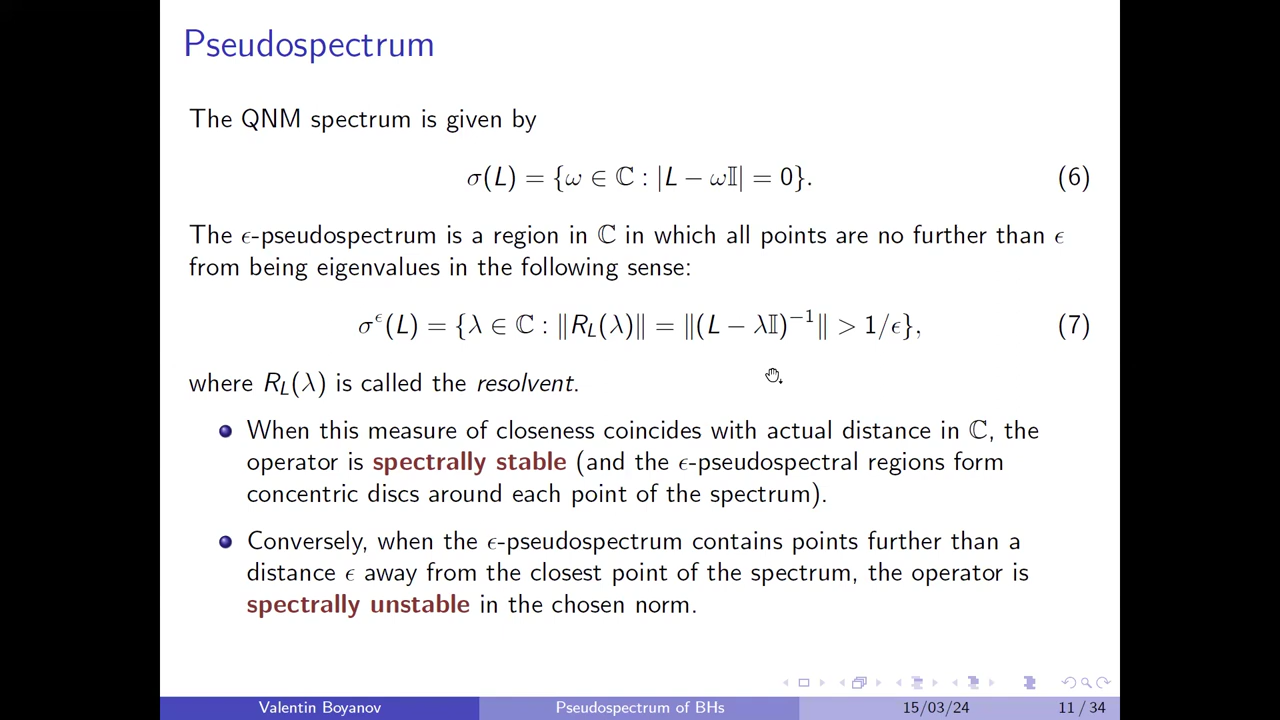 Pseudospectrum
The QNM spectrum is given by
σ(L) = {ω ∈ ℂ : |L − ω𝕀| = 0}. (6)
The ϵ-pseudospectrum is a region in ℂ in which all points are no further than ϵ
from being eigenvalues in the following sense:
σ^ϵ(L) = {λ ∈ ℂ : ‖R_L(λ)‖ = ‖(L − λ𝕀)⁻¹‖ > 1/ϵ}, (7)
where R_L(λ) is called the resolvent.
When this measure of closeness coincides with actual distance in ℂ, the
operator is spectrally stable (and the ϵ-pseudospectral regions form
concentric discs around each point of the spectrum).
Conversely, when the ϵ-pseudospectrum contains points further than a
distance ϵ away from the closest point of the spectrum, the operator is
spectrally unstable in the chosen norm.
Valentin Boyanov Pseudospectrum of BHs 15/03/24 11 / 34